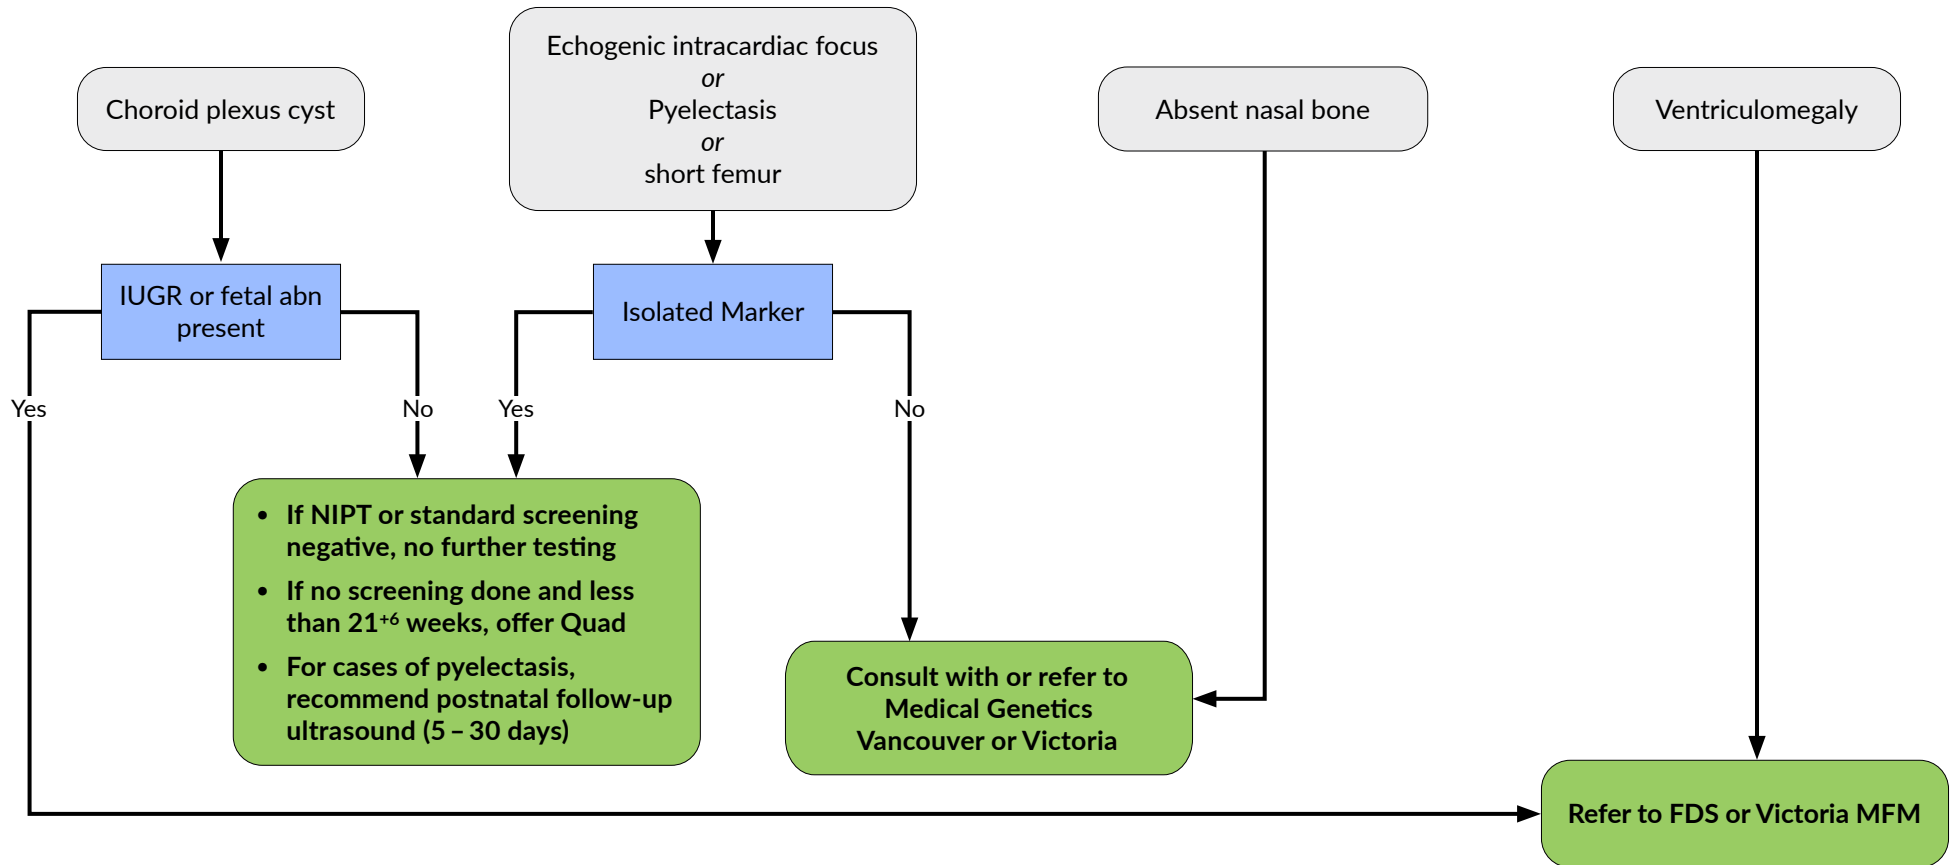 Choroid plexus cyst
Echogenic intracardiac focus
or
Pyelectasis
or
short femur
Absent nasal bone
Ventriculomegaly
IUGR or fetal abn
present
Isolated Marker
Yes
No
Yes
No
• If NIPT or standard screening
negative, no further testing
• If no screening done and less
than 21⁺⁶ weeks, offer Quad
• For cases of pyelectasis,
recommend postnatal follow-up
ultrasound (5 – 30 days)
Consult with or refer to
Medical Genetics
Vancouver or Victoria
Refer to FDS or Victoria MFM